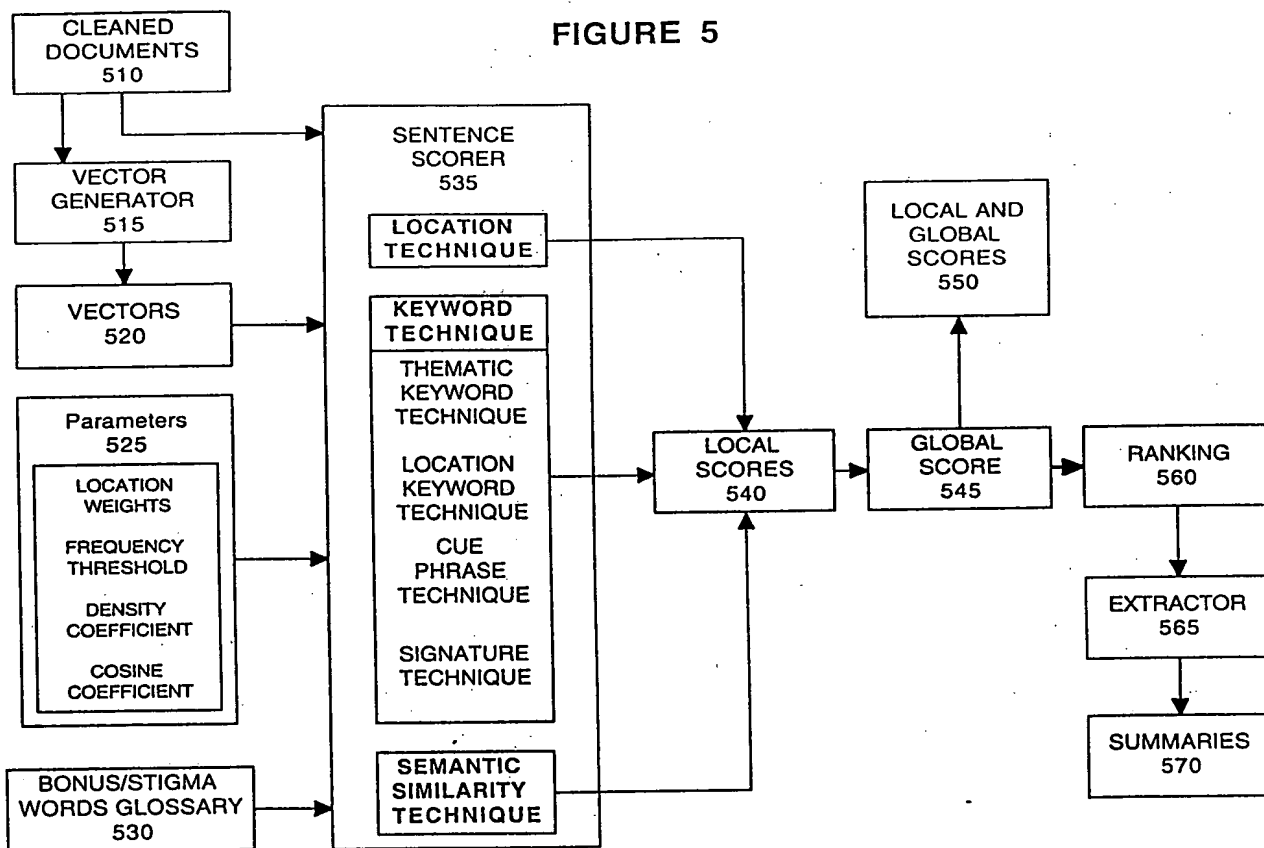 FIGURE 5
CLEANED
DOCUMENTS
510
VECTOR
GENERATOR
515
VECTORS
520
Parameters
525
LOCATION
WEIGHTS
FREQUENCY
THRESHOLD
DENSITY
COEFFICIENT
COSINE
COEFFICIENT
BONUS/STIGMA
WORDS GLOSSARY
530
SENTENCE
SCORER
535
LOCATION
TECHNIQUE
KEYWORD
TECHNIQUE
THEMATIC
KEYWORD
TECHNIQUE
LOCATION
KEYWORD
TECHNIQUE
CUE
PHRASE
TECHNIQUE
SIGNATURE
TECHNIQUE
SEMANTIC
SIMILARITY
TECHNIQUE
LOCAL
SCORES
540
GLOBAL
SCORE
545
LOCAL AND
GLOBAL
SCORES
550
RANKING
560
EXTRACTOR
565
SUMMARIES
570